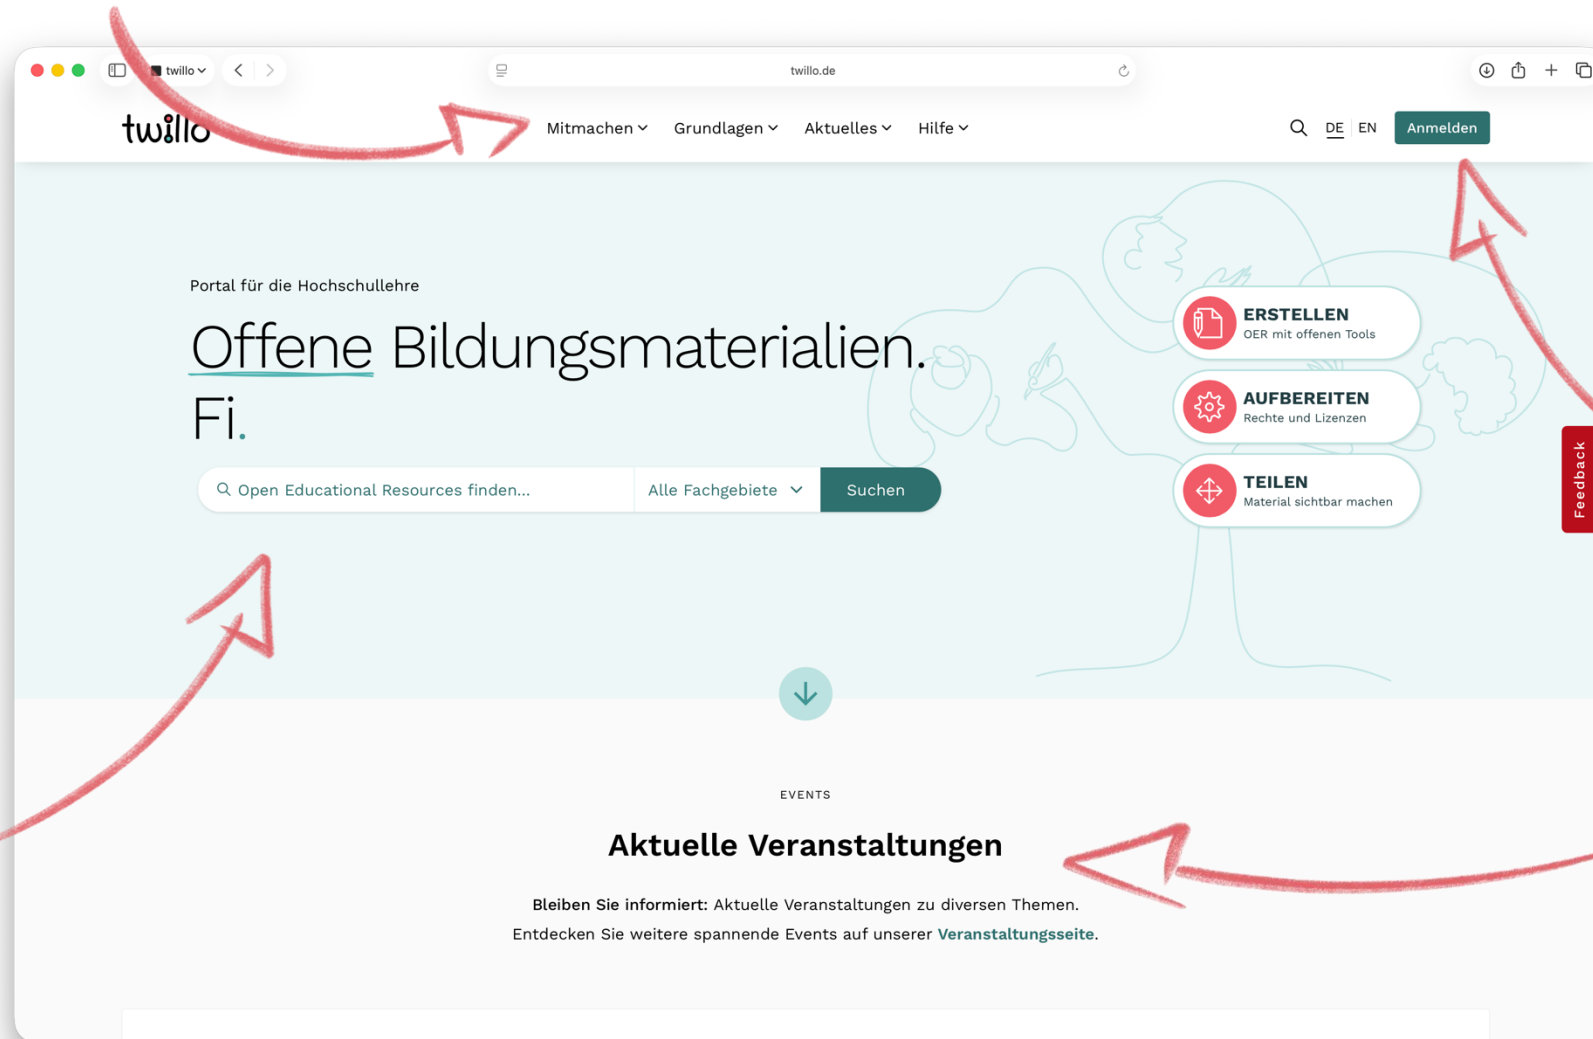 twillo
twillo.de
twillo
Mitmachen
Grundlagen
Aktuelles
Hilfe
DE
EN
Anmelden
Portal für die Hochschullehre
Offene Bildungsmaterialien.
Fi.
Open Educational Resources finden...
Alle Fachgebiete
Suchen
ERSTELLEN
OER mit offenen Tools
AUFBEREITEN
Rechte und Lizenzen
TEILEN
Material sichtbar machen
Feedback
EVENTS
Aktuelle Veranstaltungen
Bleiben Sie informiert: Aktuelle Veranstaltungen zu diversen Themen.
Entdecken Sie weitere spannende Events auf unserer Veranstaltungsseite.